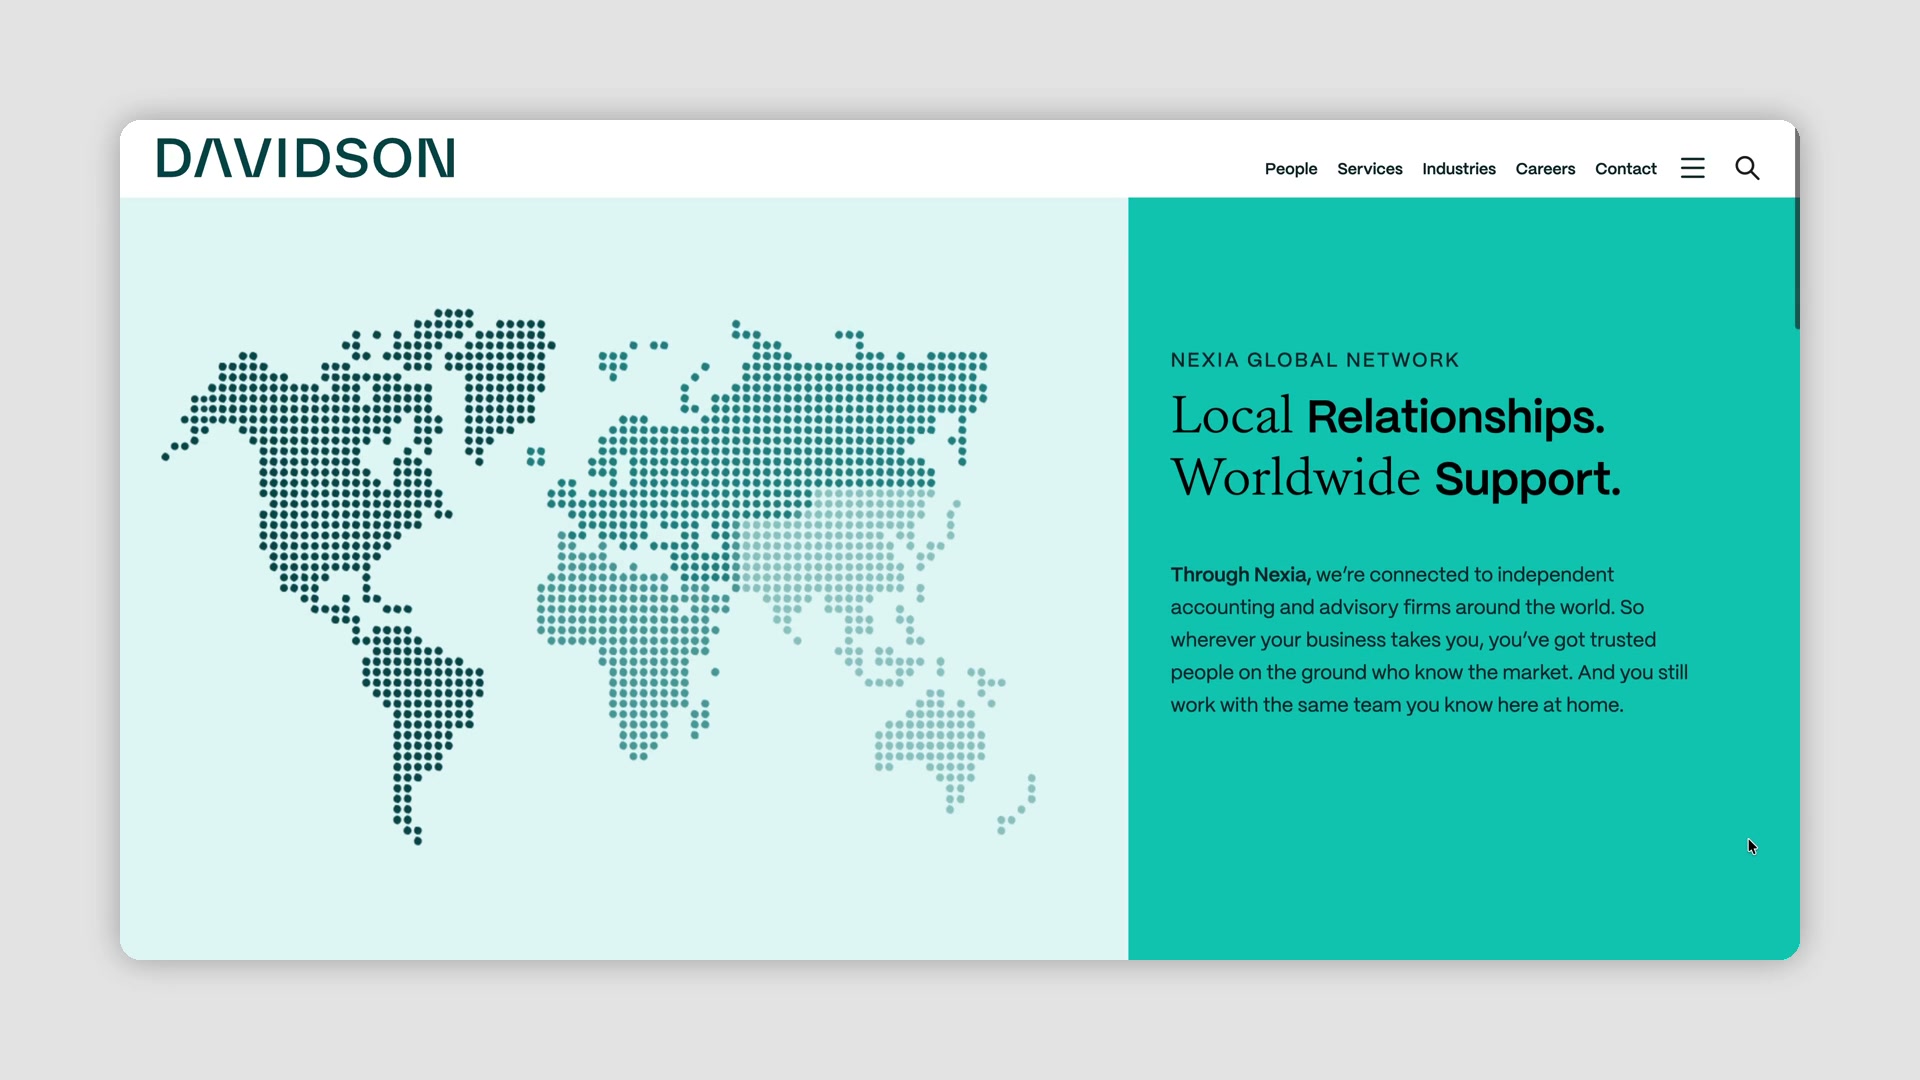 DAVIDSON
People Services Industries Careers Contact
NEXIA GLOBAL NETWORK
Local Relationships.
Worldwide Support.
Through Nexia, we’re connected to independent
accounting and advisory firms around the world. So
wherever your business takes you, you’ve got trusted
people on the ground who know the market. And you still
work with the same team you know here at home.